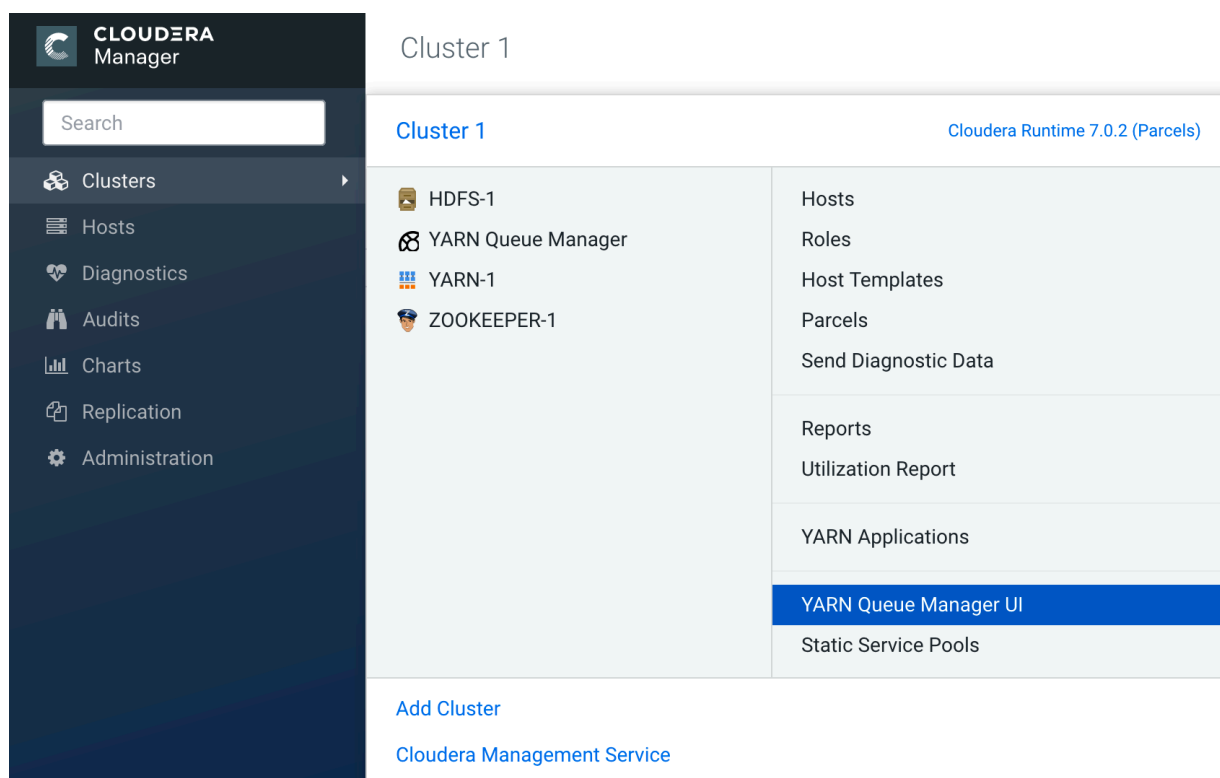 CLOUDERA
Manager
Search
Clusters
Hosts
Diagnostics
Audits
Charts
Replication
Administration
Cluster 1
Cluster 1
Cloudera Runtime 7.0.2 (Parcels)
HDFS-1
YARN Queue Manager
YARN-1
ZOOKEEPER-1
Hosts
Roles
Host Templates
Parcels
Send Diagnostic Data
Reports
Utilization Report
YARN Applications
YARN Queue Manager UI
Static Service Pools
Add Cluster
Cloudera Management Service